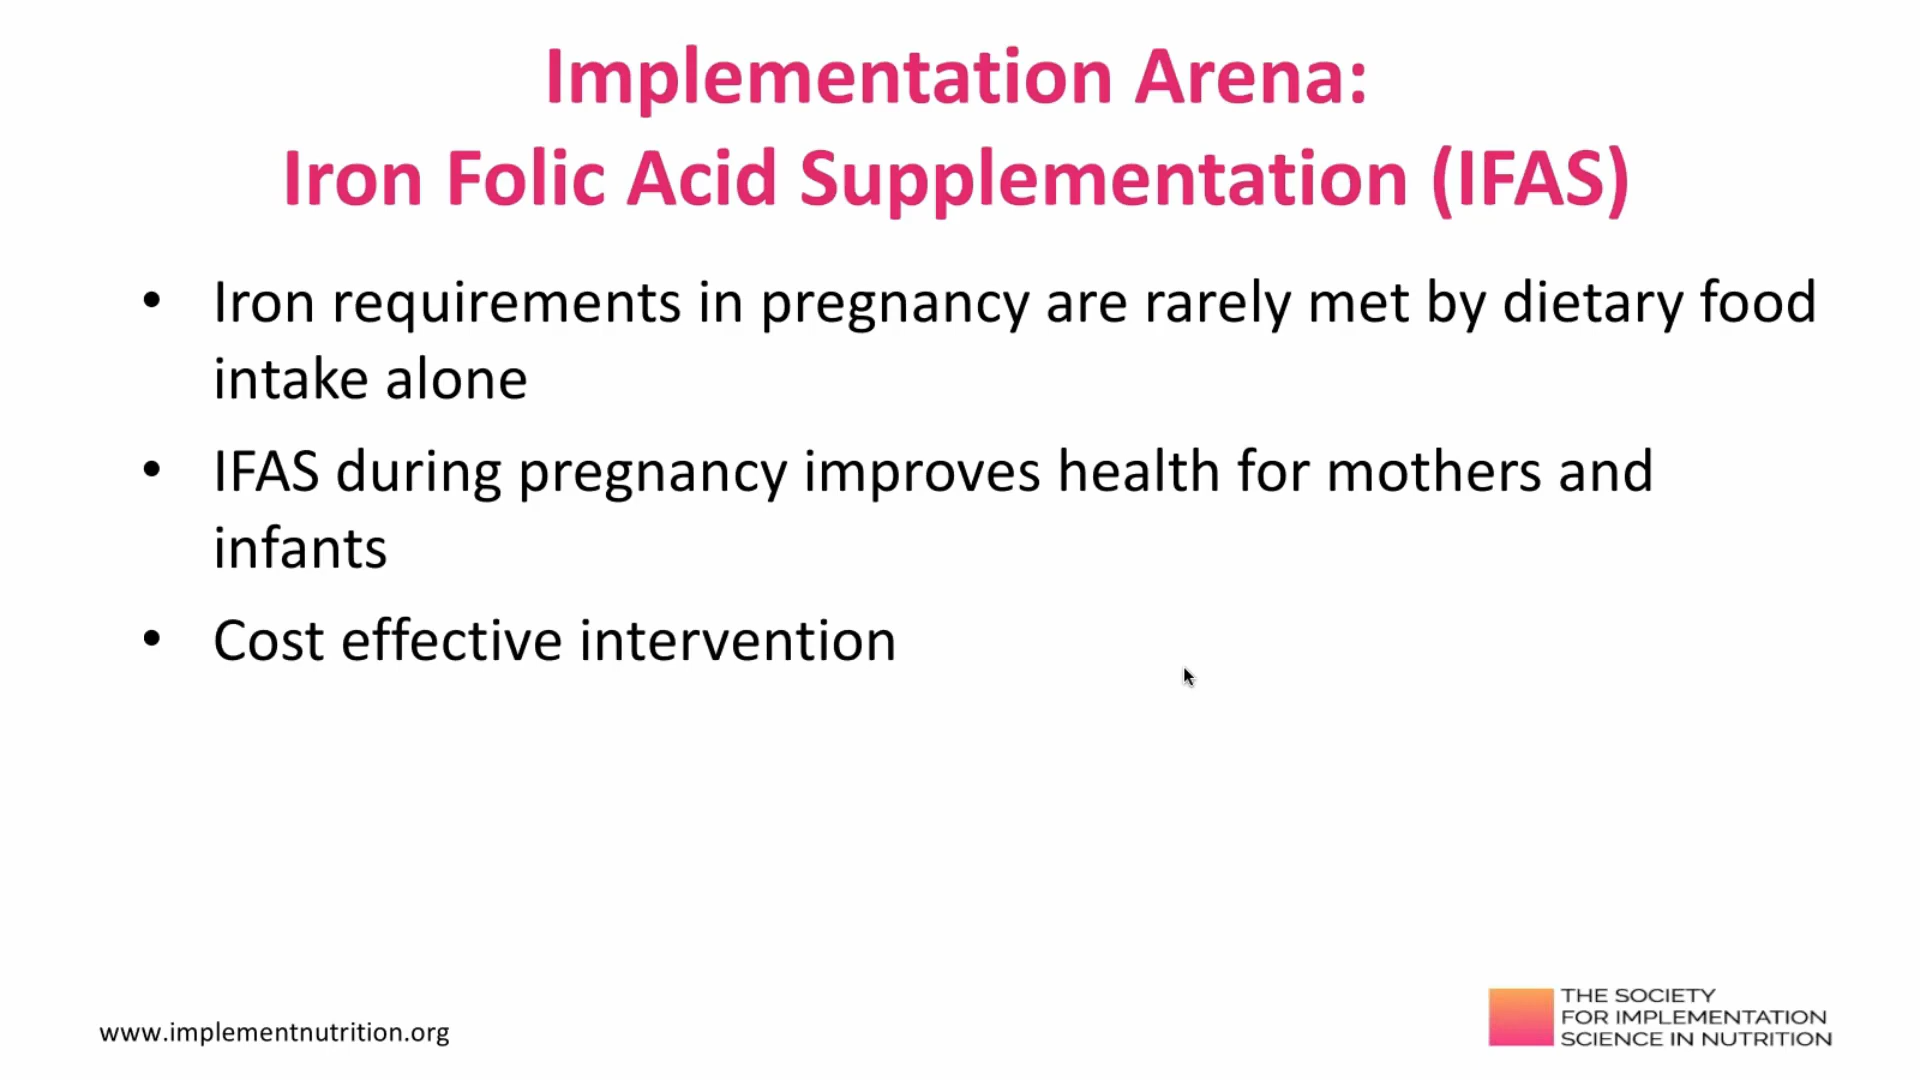 Implementation Arena:
Iron Folic Acid Supplementation (IFAS)
• Iron requirements in pregnancy are rarely met by dietary food
intake alone
• IFAS during pregnancy improves health for mothers and
infants
• Cost effective intervention
www.implementnutrition.org
THE SOCIETY
FOR IMPLEMENTATION
SCIENCE IN NUTRITION